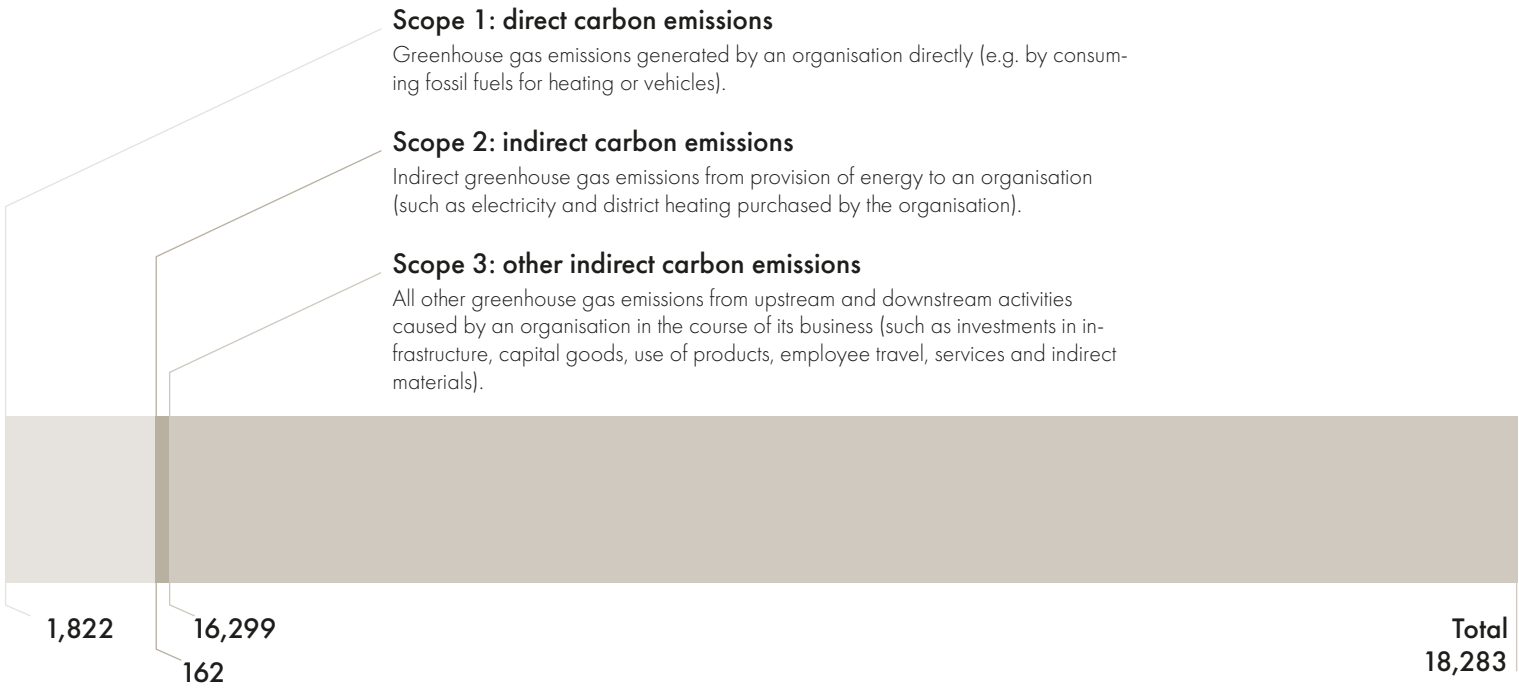 Scope 1: direct carbon emissions
Greenhouse gas emissions generated by an organisation directly (e.g. by consum-
ing fossil fuels for heating or vehicles).
Scope 2: indirect carbon emissions
Indirect greenhouse gas emissions from provision of energy to an organisation
(such as electricity and district heating purchased by the organisation).
Scope 3: other indirect carbon emissions
All other greenhouse gas emissions from upstream and downstream activities
caused by an organisation in the course of its business (such as investments in in-
frastructure, capital goods, use of products, employee travel, services and indirect
materials).
1,822
16,299
162
Total
18,283